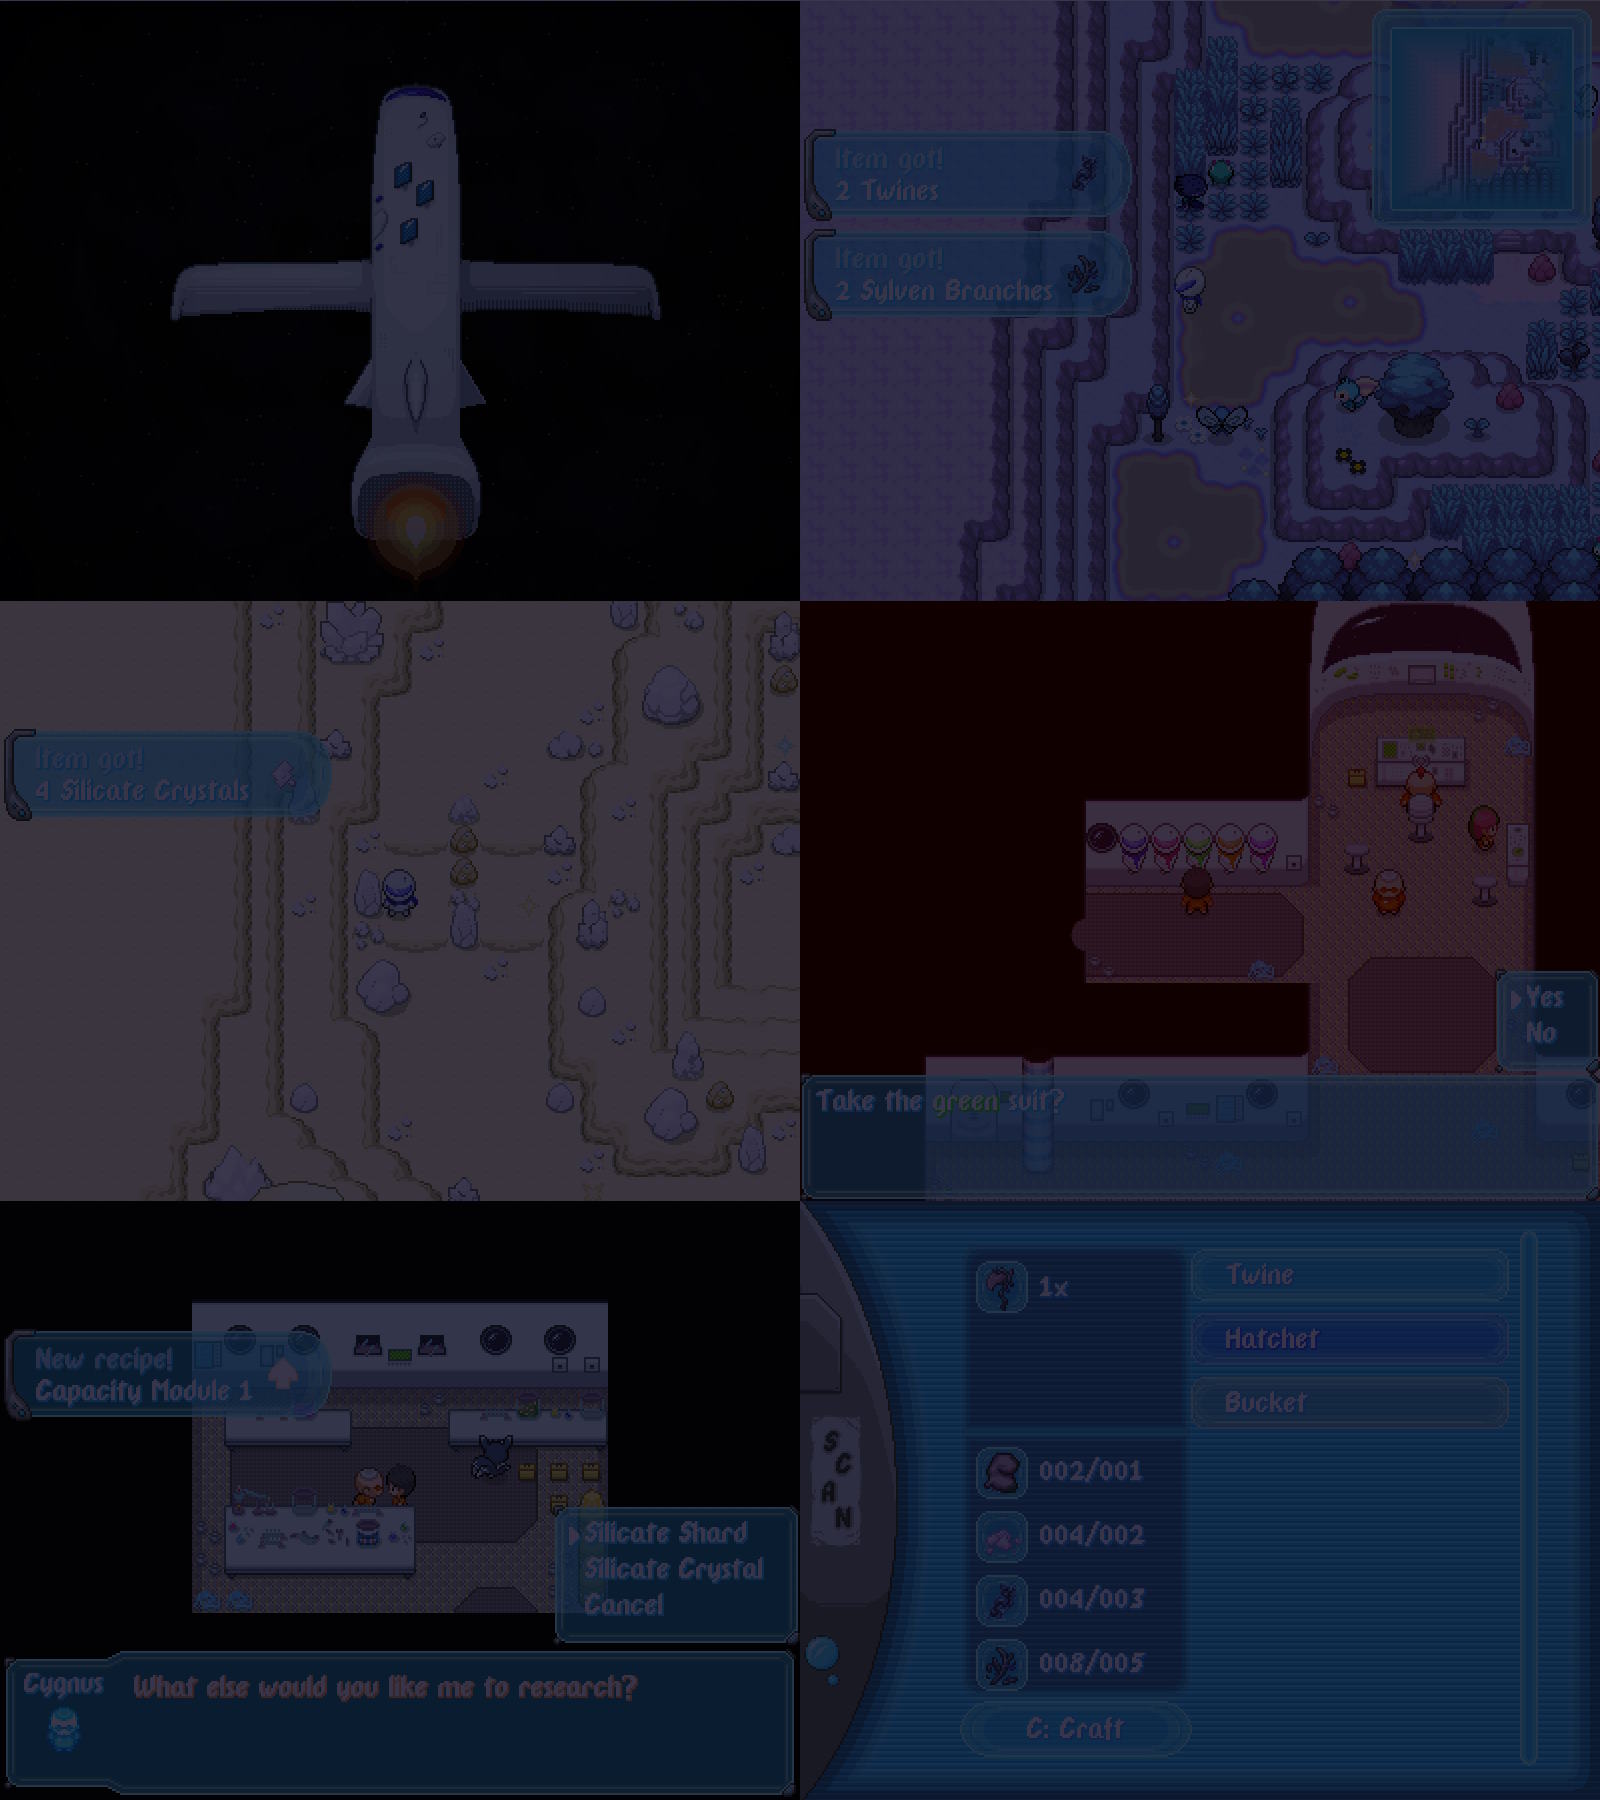 Item got!
2 Twines
Item got!
2 Sylven Branches
Item got!
4 Silicate Crystals
Yes
No
Take the green suit?
New recipe!
Capacity Module 1
Silicate Shard
Silicate Crystal
Cancel
Cygnus
What else would you like me to research?
1x
Twine
Hatchet
Bucket
SCAN
002/001
004/002
004/003
008/005
C: Craft